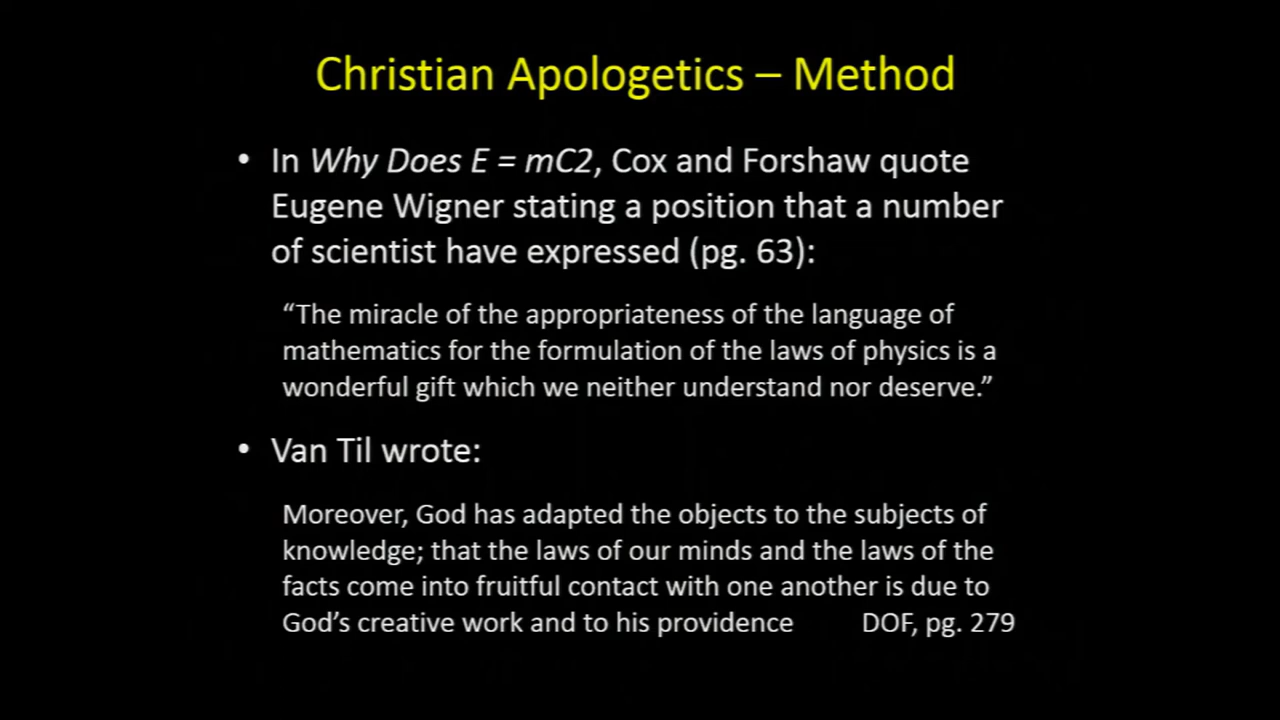 Christian Apologetics – Method
• In Why Does E = mC2, Cox and Forshaw quote
Eugene Wigner stating a position that a number
of scientist have expressed (pg. 63):
“The miracle of the appropriateness of the language of
mathematics for the formulation of the laws of physics is a
wonderful gift which we neither understand nor deserve.”
• Van Til wrote:
Moreover, God has adapted the objects to the subjects of
knowledge; that the laws of our minds and the laws of the
facts come into fruitful contact with one another is due to
God’s creative work and to his providence DOF, pg. 279